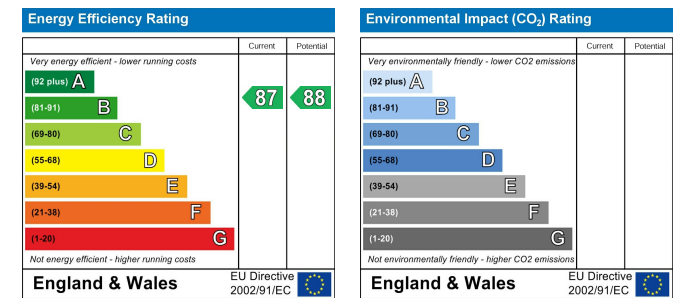 Energy Efficiency Rating
Current Potential
Very energy efficient - lower running costs
(92 plus) A
(81-91) B
87 88
(69-80) C
(55-68) D
(39-54) E
(21-38) F
(1-20) G
Not energy efficient - higher running costs
England & Wales
EU Directive
2002/91/EC
Environmental Impact (CO₂) Rating
Current Potential
Very environmentally friendly - lower CO2 emissions
(92 plus) A
(81-91) B
(69-80) C
(55-68) D
(39-54) E
(21-38) F
(1-20) G
Not environmentally friendly - higher CO2 emissions
England & Wales
EU Directive
2002/91/EC